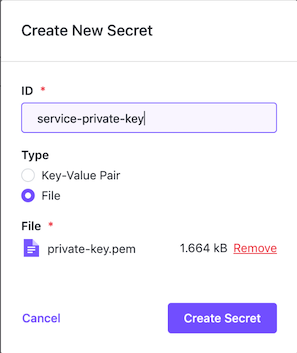 Create New Secret
ID *
service-private-key
Type
Key-Value Pair
File
File *
private-key.pem 1.664 kB Remove
Cancel Create Secret